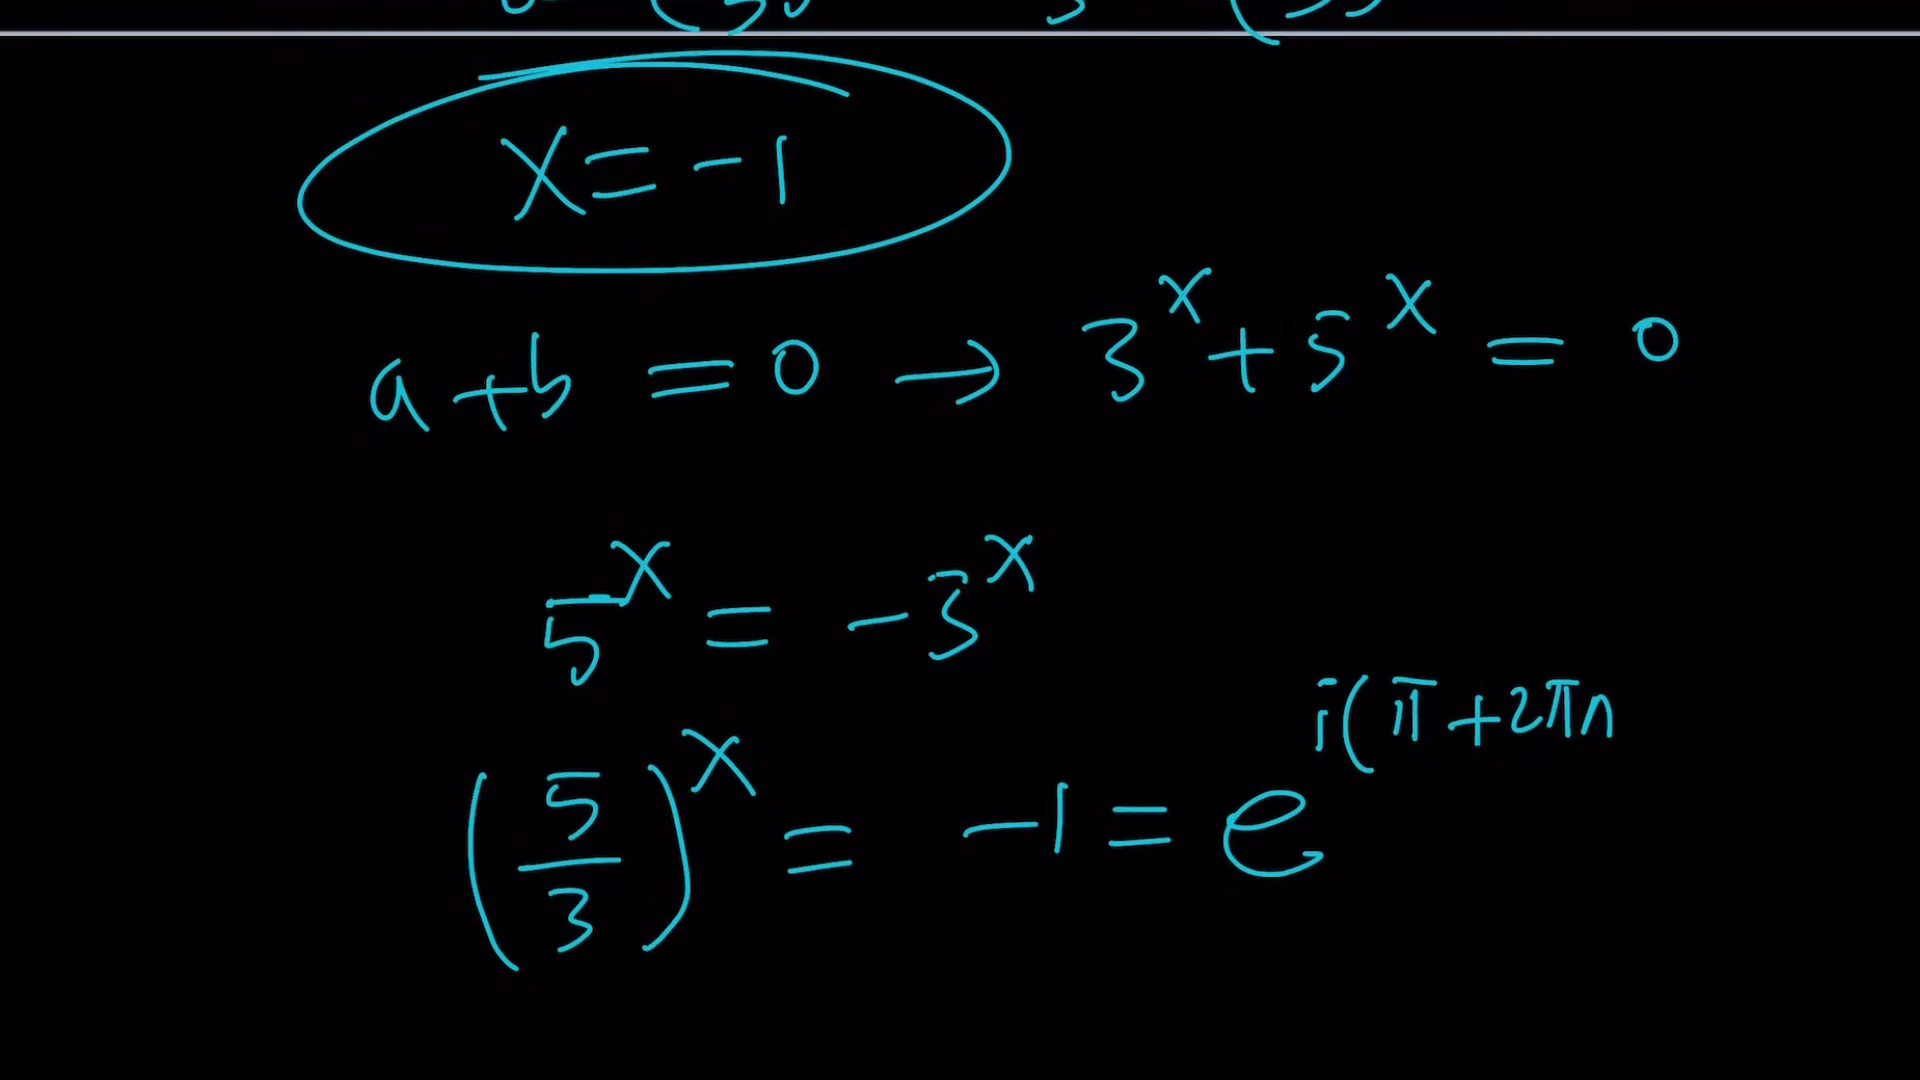 x = -1
a+b = 0 → 3^x + 5^x = 0
5^x = -3^x
(5/3)^x = -1 = e^i(π+2πn